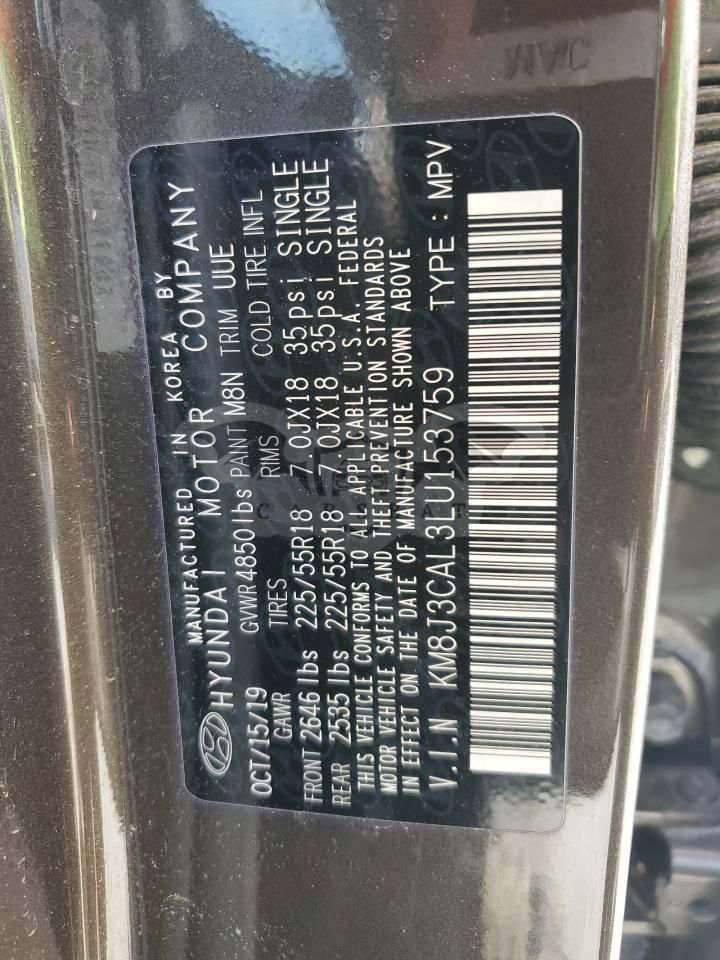 MANUFACTURED IN KOREA BY
HYUNDAI MOTOR COMPANY
OCT/15/19 GVWR 4850lbs PAINT M8N TRIM UUE
GAWR TIRES RIMS COLD TIRE INFL
FRONT 2646 lbs 225/55R18 7.0JX18 35psi SINGLE
REAR 2535 lbs 225/55R18 7.0JX18 35psi SINGLE
THIS VEHICLE CONFORMS TO ALL APPLICABLE U.S.A. FEDERAL
MOTOR VEHICLE SAFETY AND THEFT PREVENTION STANDARDS
IN EFFECT ON THE DATE OF MANUFACTURE SHOWN ABOVE
V.I.N KM8J3CAL3LU153759 TYPE : MPV